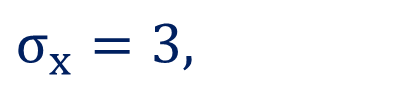 σₓ = 3,